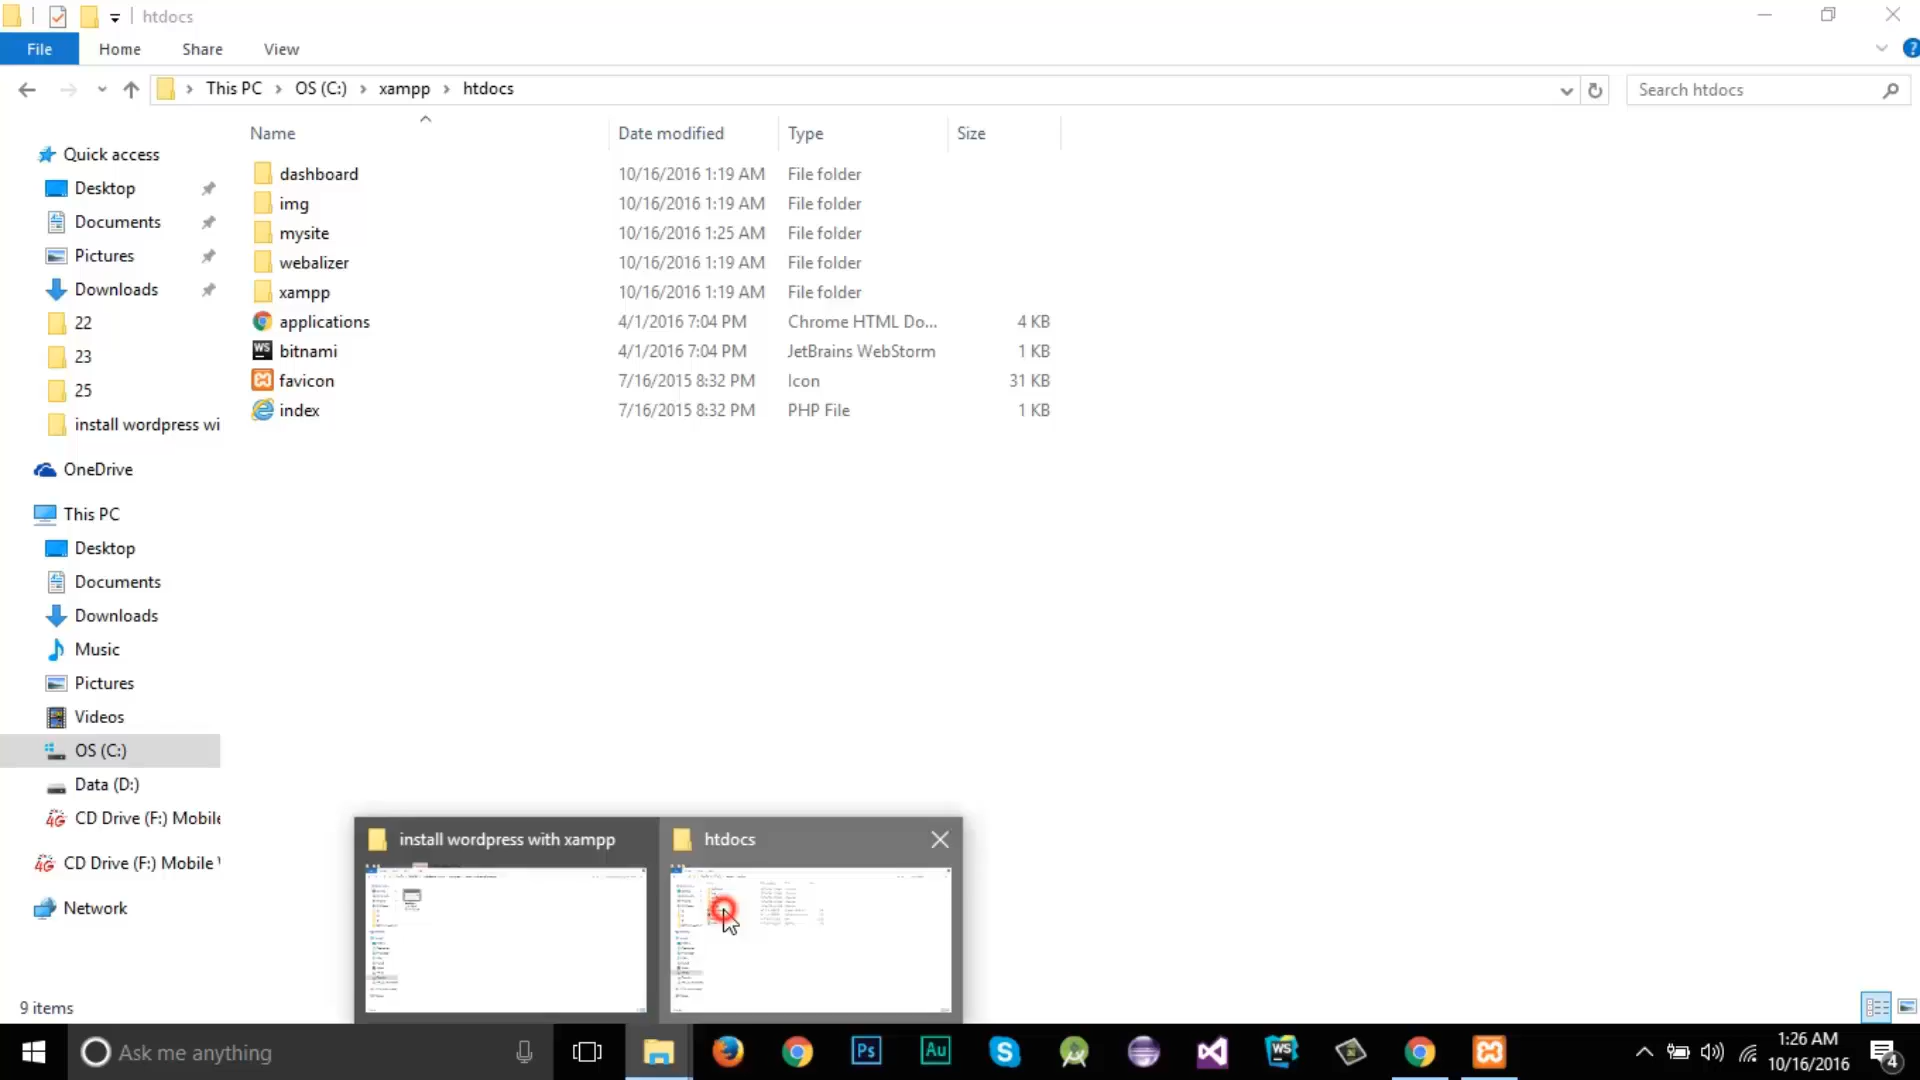 htdocs
File Home Share View
This PC OS (C:) xampp htdocs
Search htdocs
Name Date modified Type Size
Quick access
Desktop
Documents
Pictures
Downloads
22
23
25
install wordpress wi
OneDrive
This PC
Desktop
Documents
Downloads
Music
Pictures
Videos
OS (C:)
Data (D:)
CD Drive (F:) Mobile
CD Drive (F:) Mobile
Network
dashboard 10/16/2016 1:19 AM File folder
img 10/16/2016 1:19 AM File folder
mysite 10/16/2016 1:25 AM File folder
webalizer 10/16/2016 1:19 AM File folder
xampp 10/16/2016 1:19 AM File folder
applications 4/1/2016 7:04 PM Chrome HTML Do... 4 KB
bitnami 4/1/2016 7:04 PM JetBrains WebStorm 1 KB
favicon 7/16/2015 8:32 PM Icon 31 KB
index 7/16/2015 8:32 PM PHP File 1 KB
install wordpress with xampp
htdocs
9 items
Ask me anything
Ps
Au
WS
1:26 AM
10/16/2016
4